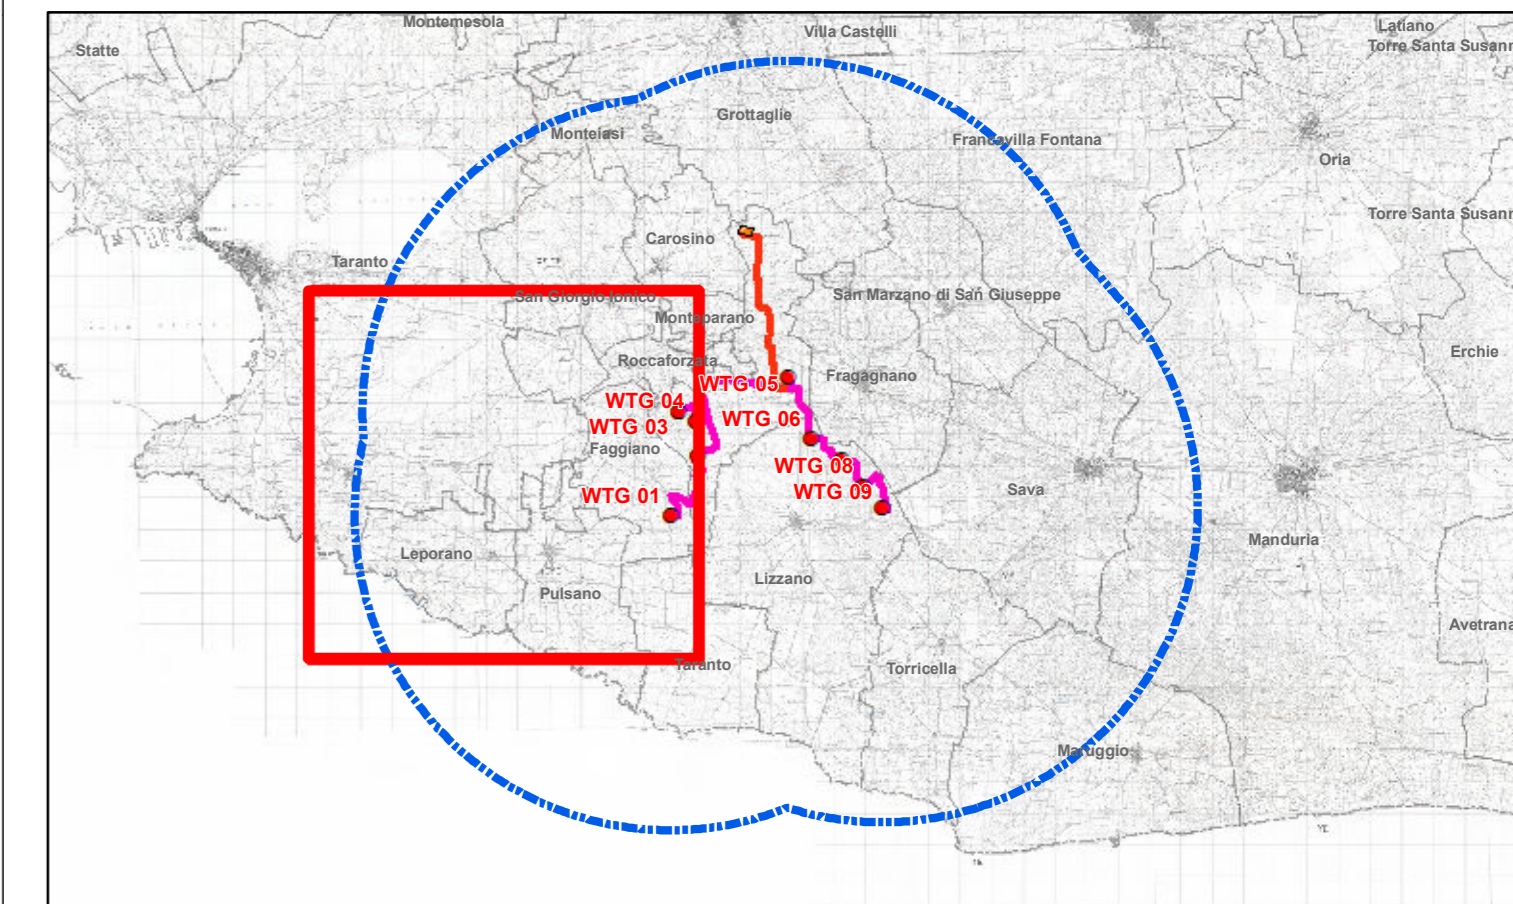 Montemesola
Latiano
Villa Castelli
Torre Santa Susann
Statte
Grottaglie
Monteiasi
Francavilla Fontana
Oria
Torre Santa Susann
Carosino
Taranto
San Giorgio Ionico
San Marzano di San Giuseppe
Monteparano
Erchie
Roccaforzata
Fragagnano
WTG 05
WTG 04
WTG 06
WTG 03
Faggiano
WTG 08
WTG 09
Sava
WTG 01
Manduria
Leporano
Lizzano
Pulsano
Avetrana
Taranto
Torricella
Maruggio